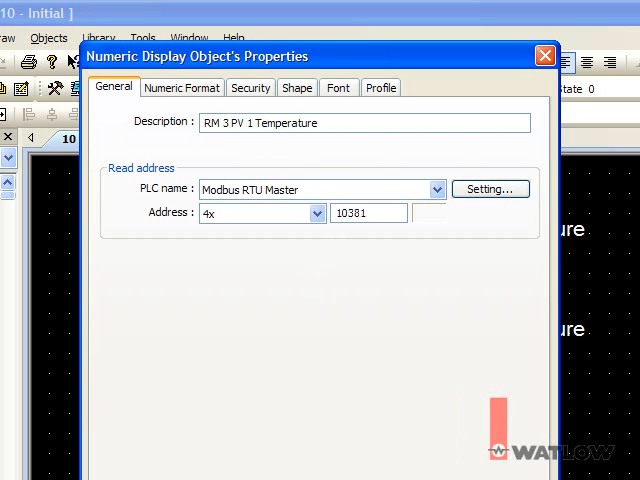 10 - Initial ]
raw Objects Library Tools Window Help
Numeric Display Object's Properties
State 0
General Numeric Format Security Shape Font Profile
10
Description : RM 3 PV 1 Temperature
Read address
PLC name : Modbus RTU Master Setting...
Address : 4x 10381
ure
ure
WATLOW